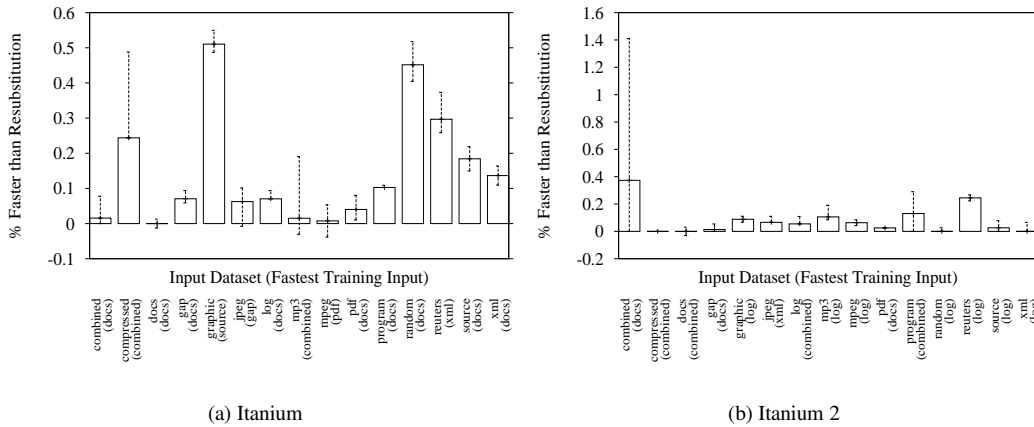 0.6
0.5
0.4
0.3
0.2
0.1
0
-0.1
% Faster than Resubstitution
Input Dataset (Fastest Training Input)
combined
(docs)
compressed
(combined)
docs
(docs)
gap
(docs)
graphic
(source)
jpeg
(gap)
log
(docs)
mp3
(combined)
mpeg
(pdf)
pdf
(docs)
program
(docs)
random
(docs)
reuters
(xml)
source
(docs)
xml
(docs)
(a) Itanium
1.6
1.4
1.2
1
0.8
0.6
0.4
0.2
0
-0.2
% Faster than Resubstitution
Input Dataset (Fastest Training Input)
combined
(docs)
compressed
(combined)
docs
(combined)
gap
(docs)
graphic
(log)
jpeg
(xml)
log
(combined)
mp3
(log)
mpeg
(log)
pdf
(docs)
program
(combined)
random
(log)
reuters
(log)
source
(log)
xml
(b) Itanium 2